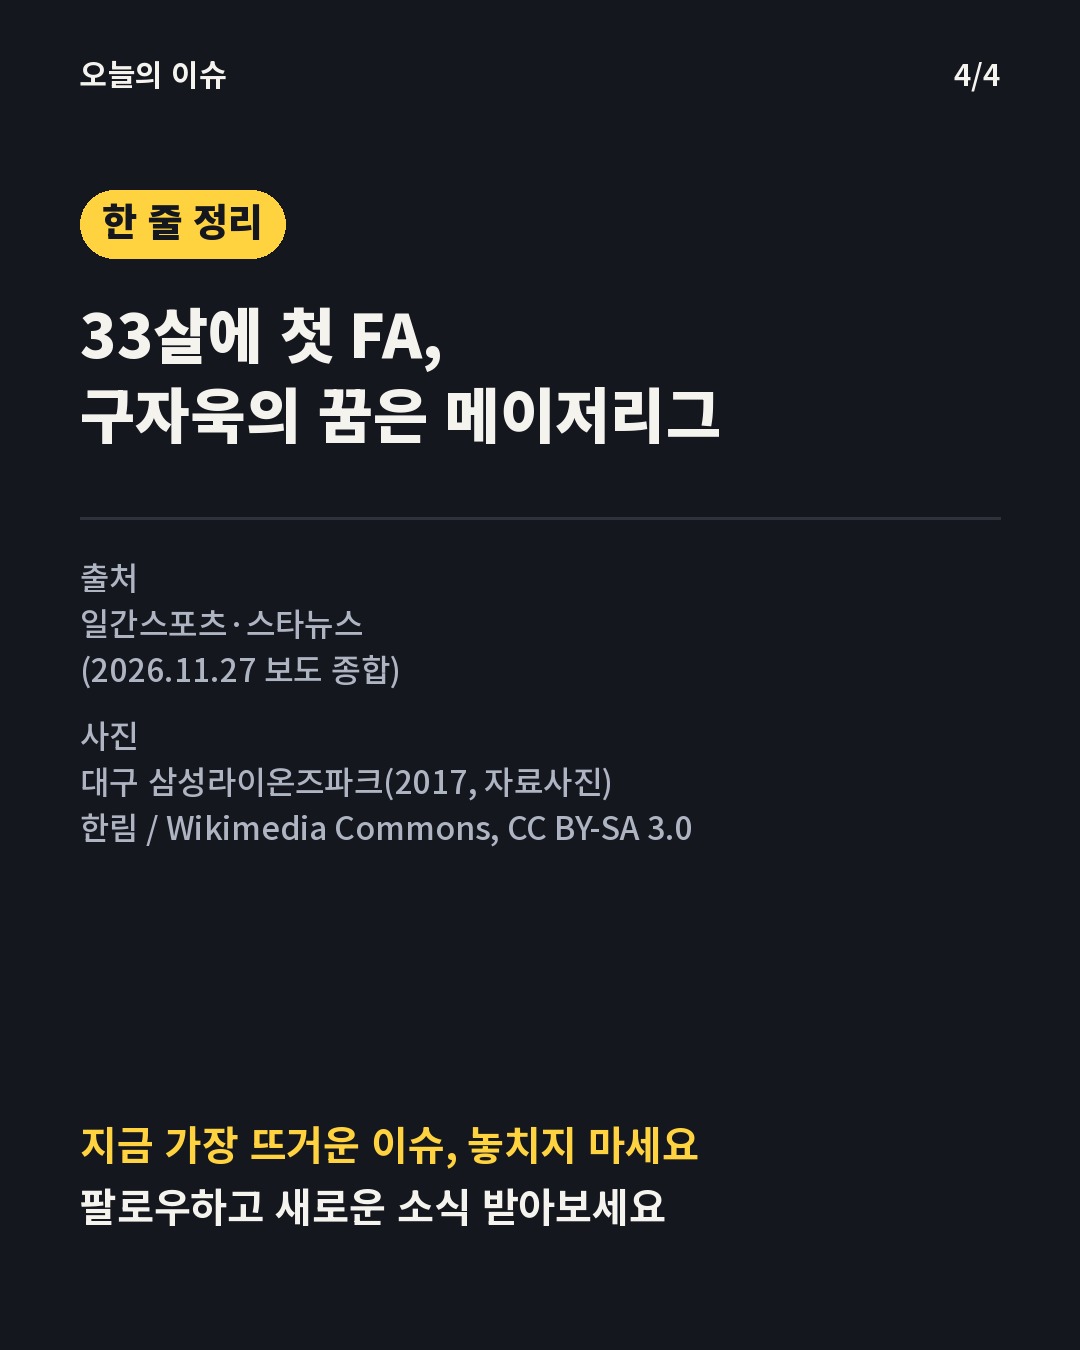 오늘의 이슈
4/4
한 줄 정리
33살에 첫 FA,
구자욱의 꿈은 메이저리그
출처
일간스포츠·스타뉴스
(2026.11.27 보도 종합)
사진
대구 삼성라이온즈파크(2017, 자료사진)
한림 / Wikimedia Commons, CC BY-SA 3.0
지금 가장 뜨거운 이슈, 놓치지 마세요
팔로우하고 새로운 소식 받아보세요